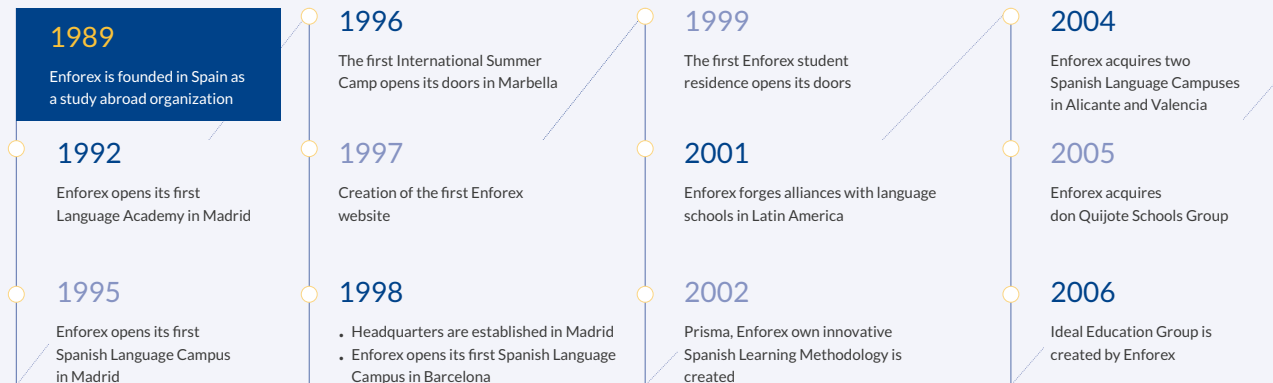 1989
Enforex is founded in Spain as
a study abroad organization
1992
Enforex opens its first
Language Academy in Madrid
1995
Enforex opens its first
Spanish Language Campus
in Madrid
1996
The first International Summer
Camp opens its doors in Marbella
1997
Creation of the first Enforex
website
1998
• Headquarters are established in Madrid
• Enforex opens its first Spanish Language
Campus in Barcelona
1999
The first Enforex student
residence opens its doors
2001
Enforex forges alliances with language
schools in Latin America
2002
Prisma, Enforex own innovative
Spanish Learning Methodology is
created
2004
Enforex acquires two
Spanish Language Campuses
in Alicante and Valencia
2005
Enforex acquires
don Quijote Schools Group
2006
Ideal Education Group is
created by Enforex